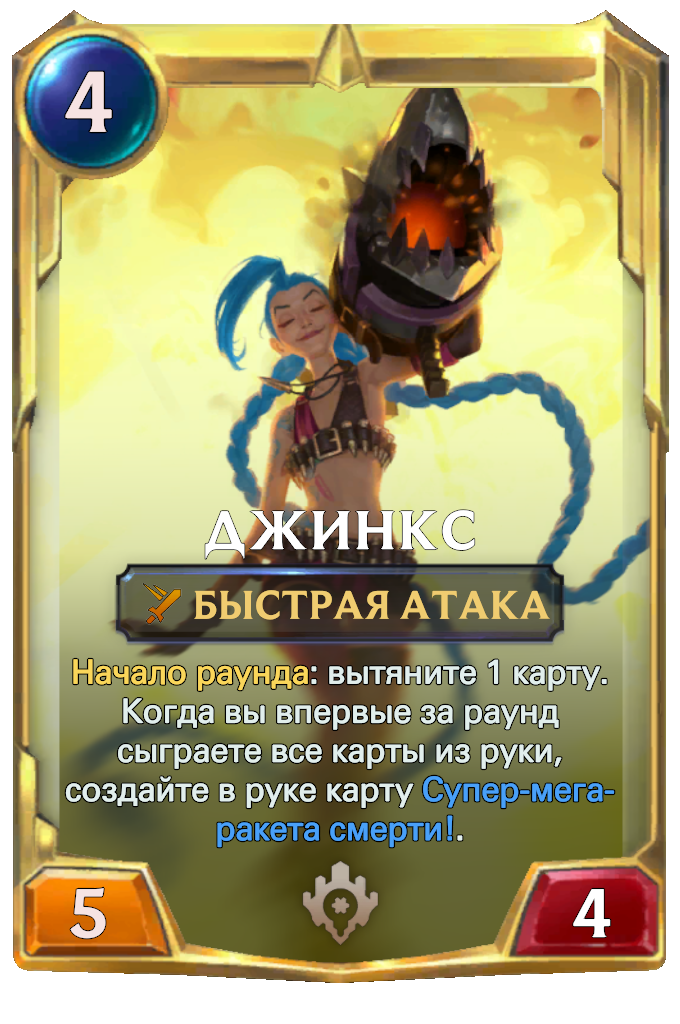 4
ДЖИНКС
БЫСТРАЯ АТАКА
Начало раунда: вытяните 1 карту.
Когда вы впервые за раунд
сыграете все карты из руки,
создайте в руке карту Супер-мега-
ракета смерти!.
5
4